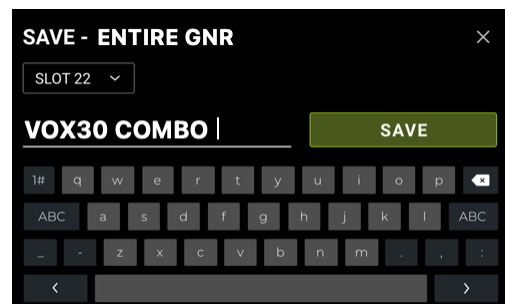 SAVE - ENTIRE GNR ×
SLOT 22
VOX30 COMBO
SAVE
1# q w e r t y u i o p
ABC a s d f g h j k l ABC
_ - z x c v b n m . , :